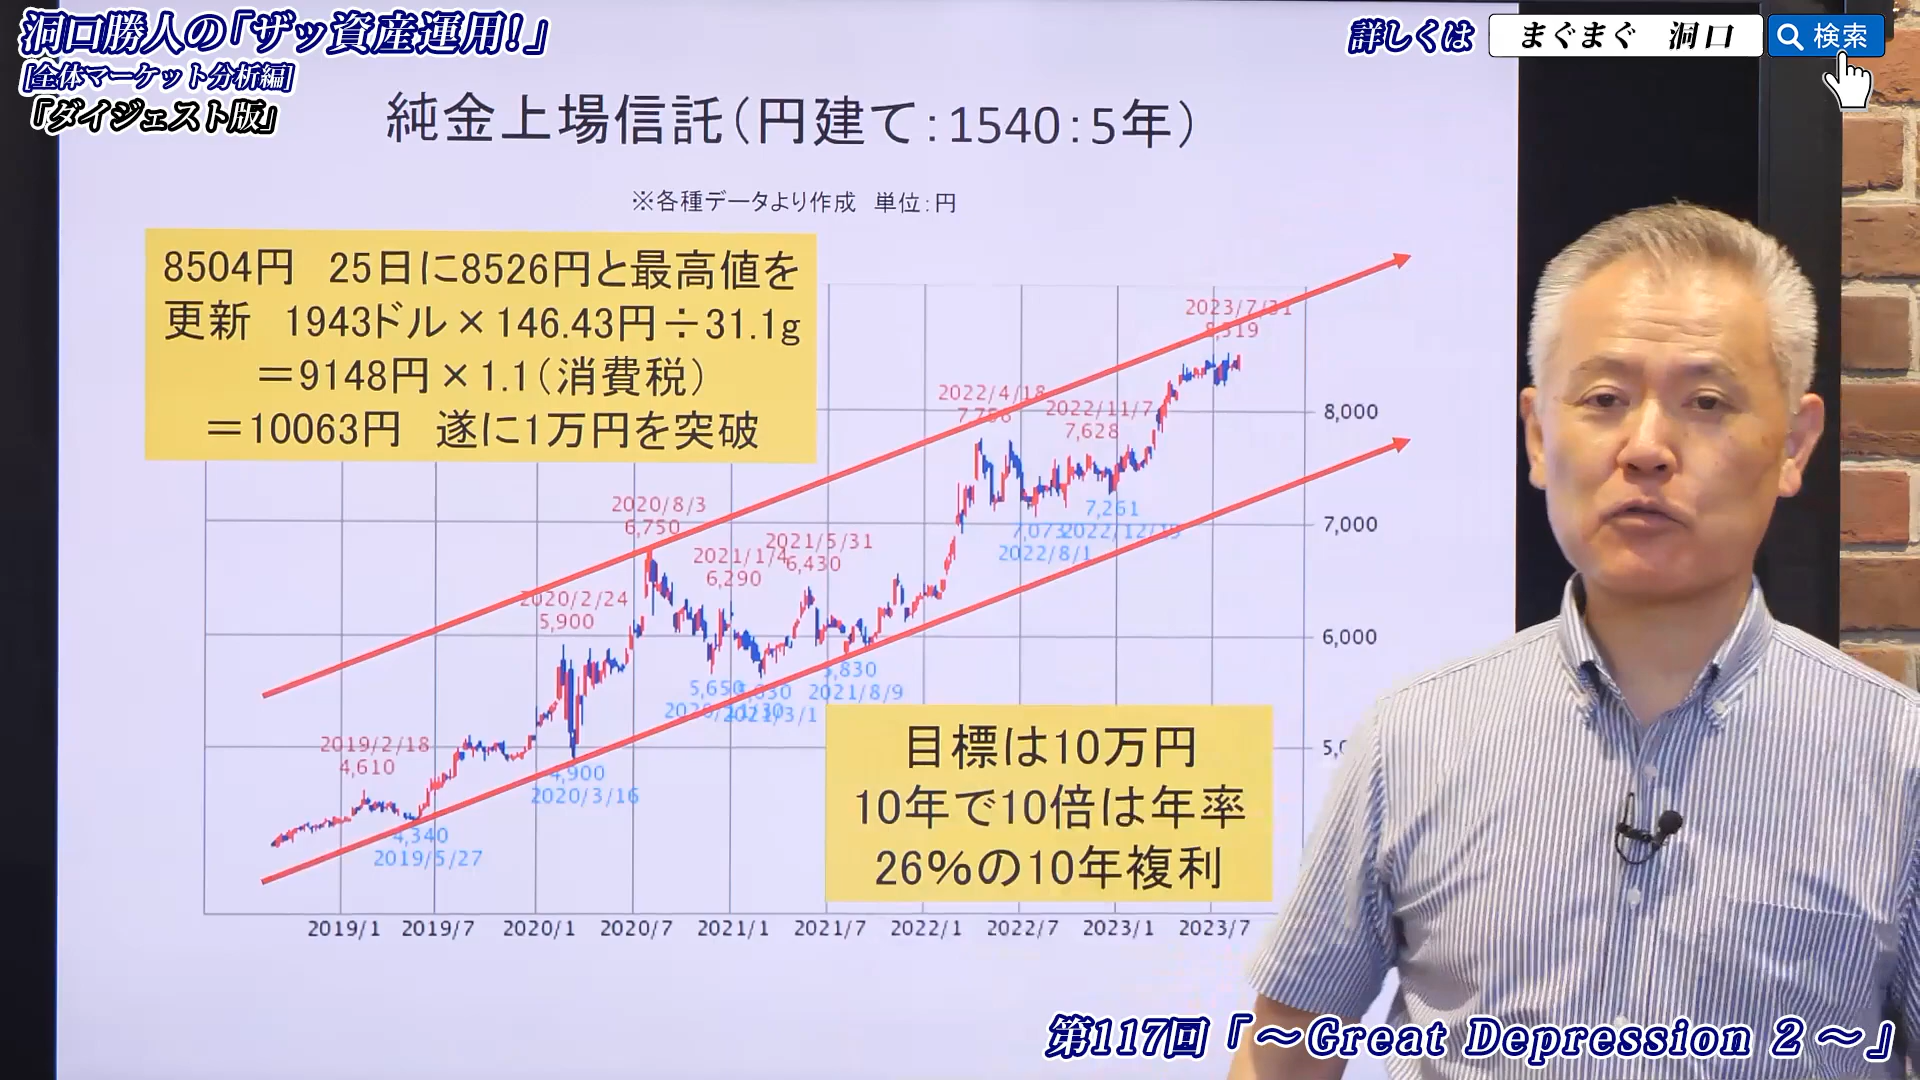 洞口勝人の「ザッ資産運用!」
[全体マーケット分析編]
「ダイジェスト版」
詳しくは
まぐまぐ 洞口
検索
純金上場信託(円建て:1540:5年)
※各種データより作成 単位:円
8504円 25日に8526円と最高値を
更新 1943ドル×146.43円÷31.1g
=9148円×1.1(消費税)
=10063円 遂に1万円を突破
2023/7/31
8,319
2022/4/18
2022/11/7
7,628
8,000
2020/8/3
6,750
7,261
7,073
2022/12/19
2022/8/1
7,000
2021/1/4
6,290
2021/5/31
6,430
2020/2/24
5,900
6,000
5,830
2021/8/9
5,650
2021/3/1
2019/2/18
4,610
4,900
2020/3/16
4,340
2019/5/27
目標は10万円
10年で10倍は年率
26%の10年複利
2019/1 2019/7 2020/1 2020/7 2021/1 2021/7 2022/1 2022/7 2023/1 2023/7
第117回「~Great Depression 2~」